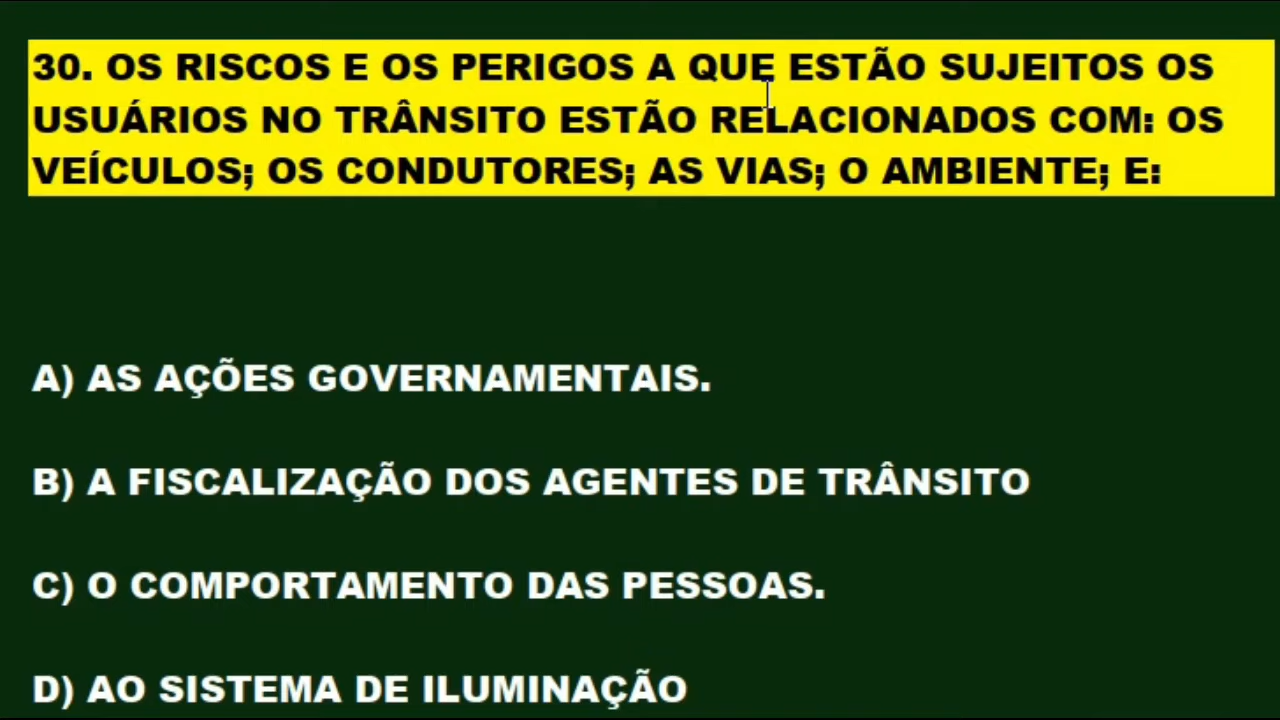 30. OS RISCOS E OS PERIGOS A QUE ESTÃO SUJEITOS OS
USUÁRIOS NO TRÂNSITO ESTÃO RELACIONADOS COM: OS
VEÍCULOS; OS CONDUTORES; AS VIAS; O AMBIENTE; E:
A) AS AÇÕES GOVERNAMENTAIS.
B) A FISCALIZAÇÃO DOS AGENTES DE TRÂNSITO
C) O COMPORTAMENTO DAS PESSOAS.
D) AO SISTEMA DE ILUMINAÇÃO